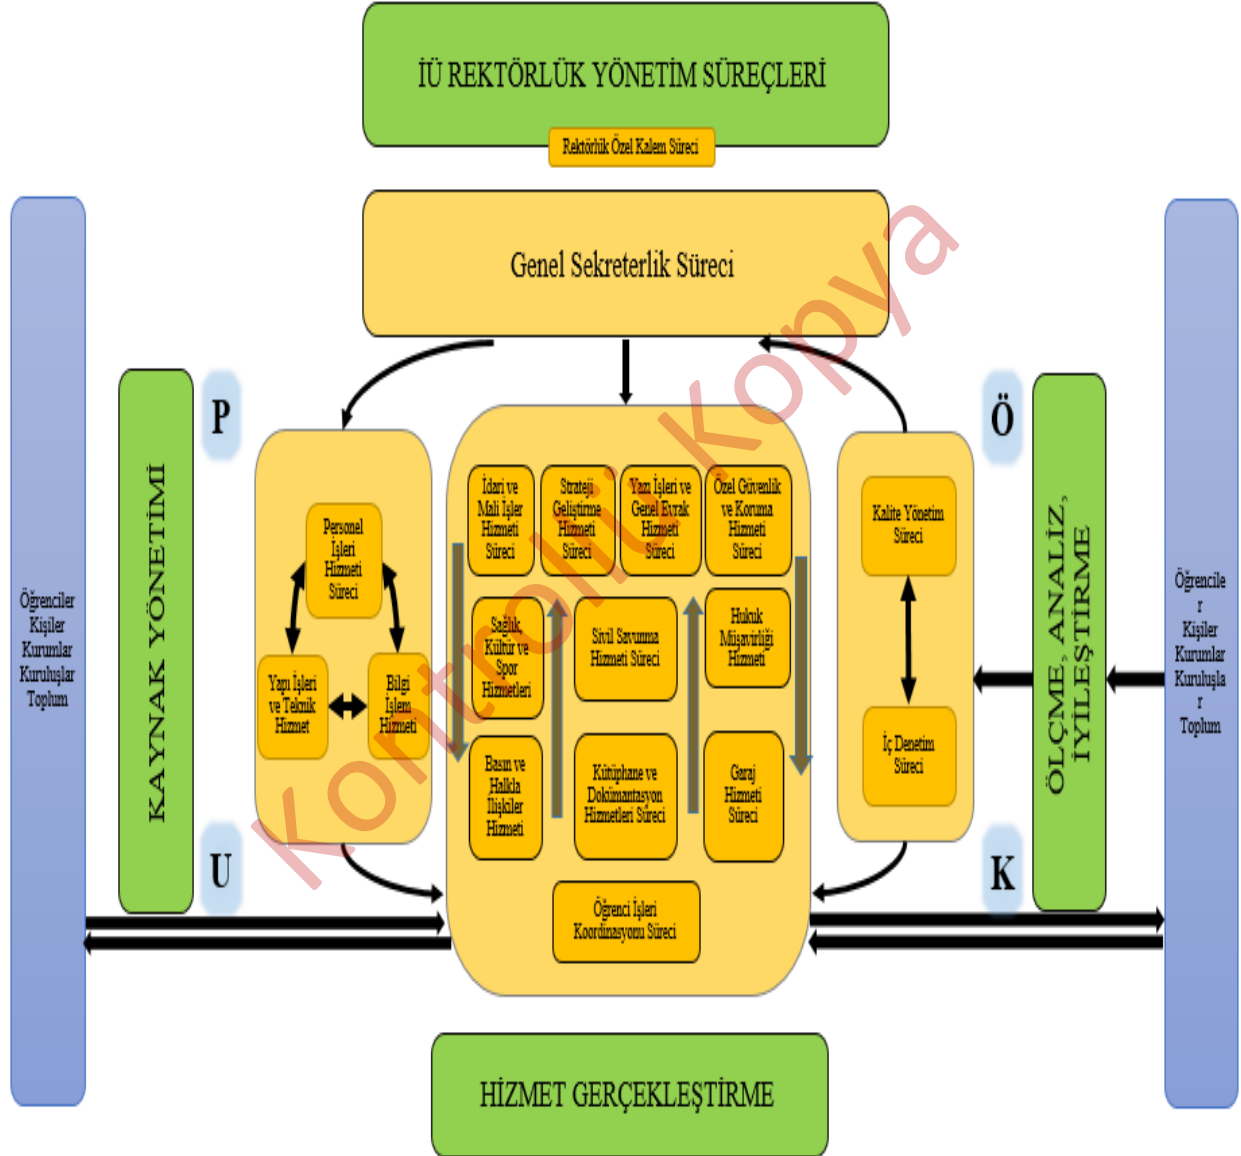 İÜ REKTÖRLÜK YÖNETİM SÜREÇLERİ
Rektörlük Özel Kalem Süreci
Genel Sekreterlik Süreci
Öğrenciler
Kişiler
Kurumlar
Kuruluşlar
Toplum
KAYNAK YÖNETİMİ
P
U
Personel
İşleri
Hizmeti
Süreci
Yapı İşleri
ve Teknik
Hizmet
Bilgi
İşlem
Hizmeti
İdari ve
Mali İşler
Hizmeti
Süreci
Strateji
Geliştirme
Hizmeti
Süreci
Yazı İşleri ve
Genel Evrak
Hizmeti
Süreci
Özel Güvenlik
ve Koruma
Hizmeti
Süreci
Sağlık
Kültür ve
Spor
Hizmetleri
Sivil Savunma
Hizmeti Süreci
Hukuk
Müşavirliği
Hizmeti
Basın ve
Halkla
İlişkiler
Hizmeti
Kütüphane ve
Dokümantasyon
Hizmetleri Süreci
Garaj
Hizmeti
Süreci
Öğrenci İşleri
Koordinasyonu Süreci
Kalite Yönetim
Süreci
İç Denetim
Süreci
Ö
K
ÖLÇME, ANALİZ,
İYİLEŞTİRME
Öğrencile
r
Kişiler
Kurumlar
Kuruluşla
r
Toplum
HİZMET GERÇEKLEŞTİRME
Kontrollü Kopya